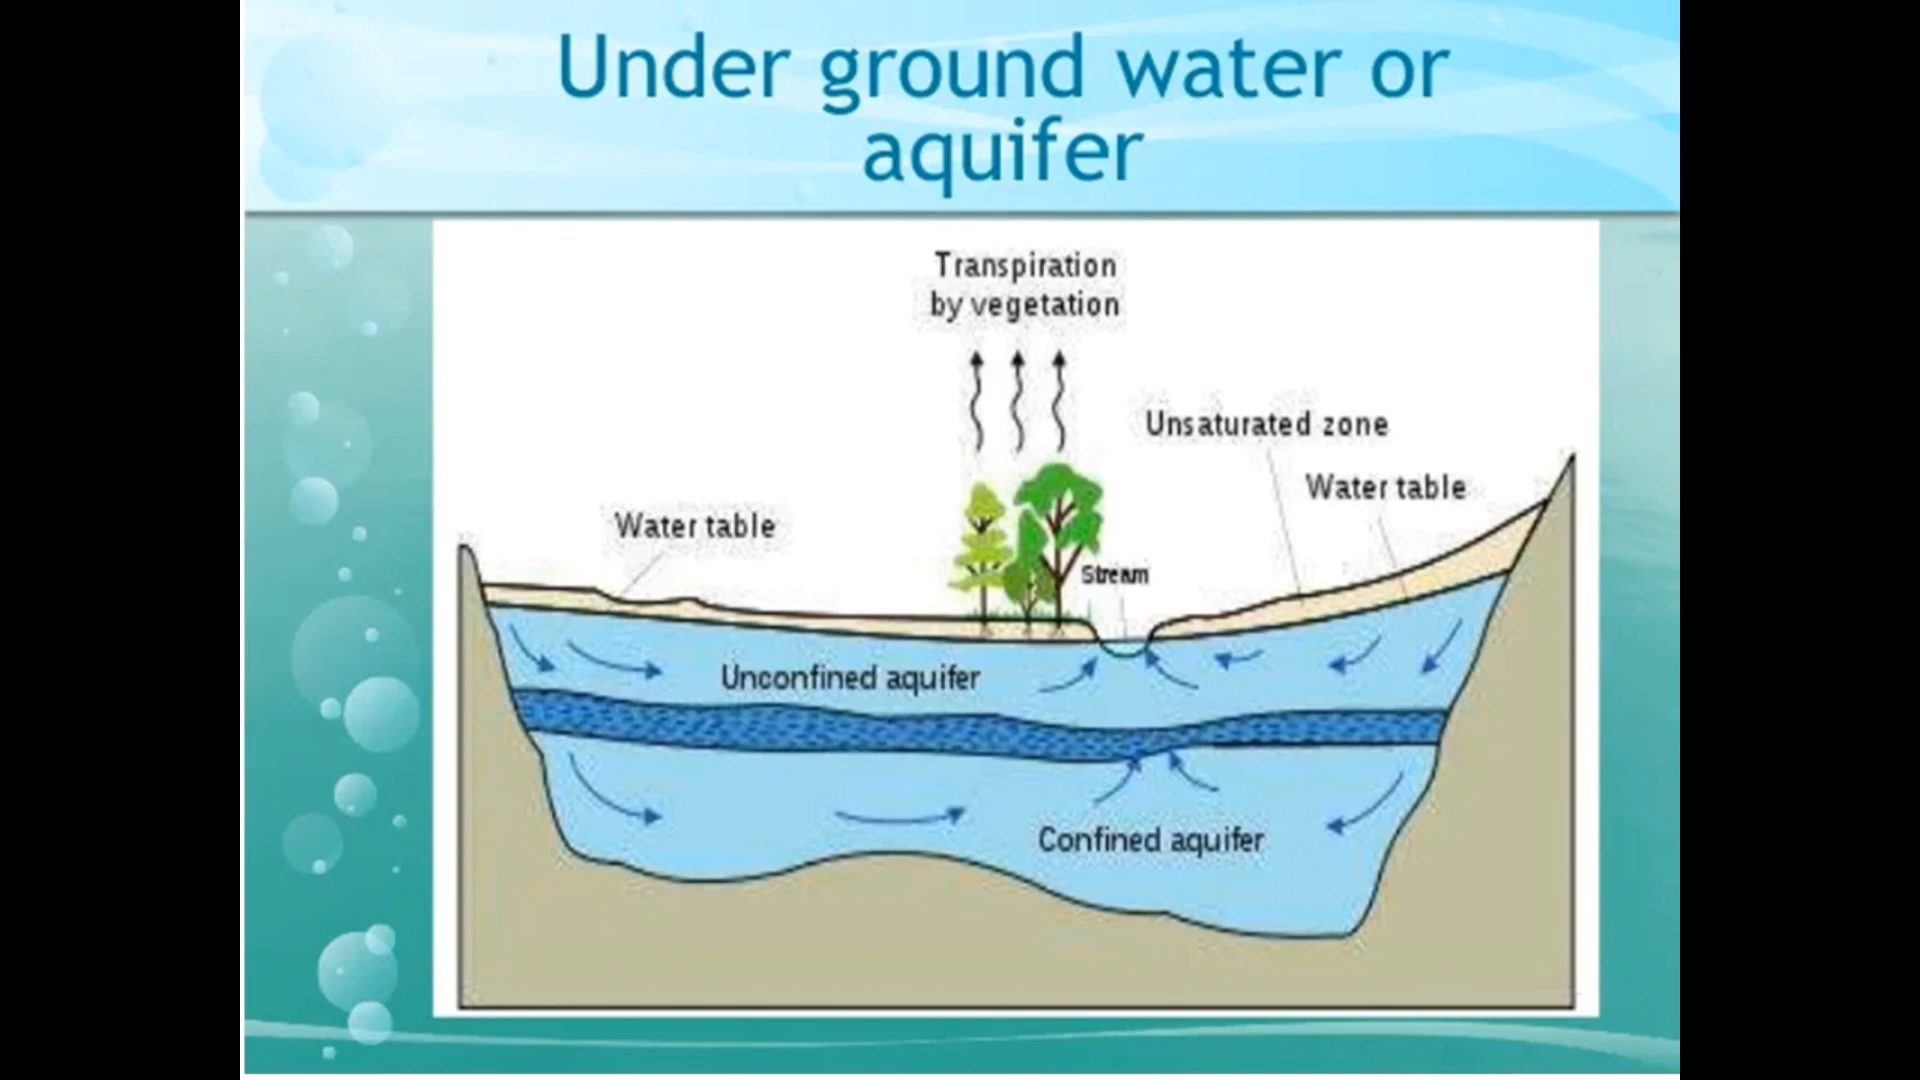 Under ground water or
aquifer
Transpiration
by vegetation
Unsaturated zone
Water table
Water table
Stream
Unconfined aquifer
Confined aquifer